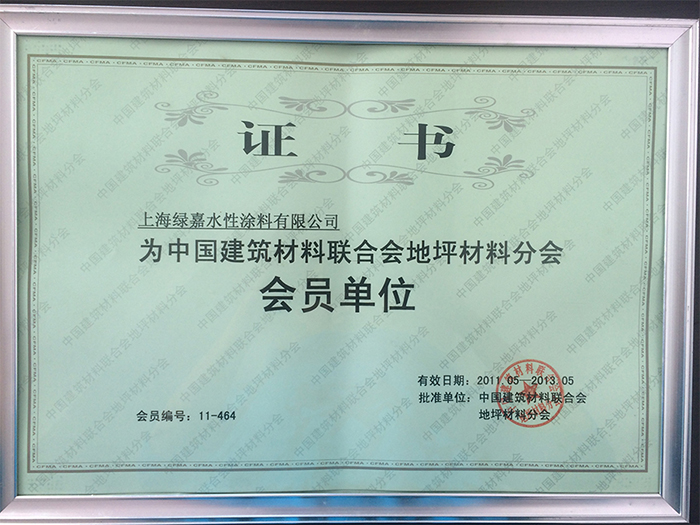 证 书
上海绿嘉水性涂料有限公司
为中国建筑材料联合会地坪材料分会
会员单位
有效日期：2011.05—2013.05
会员编号：11-464
批准单位：中国建筑材料联合会
地坪材料分会